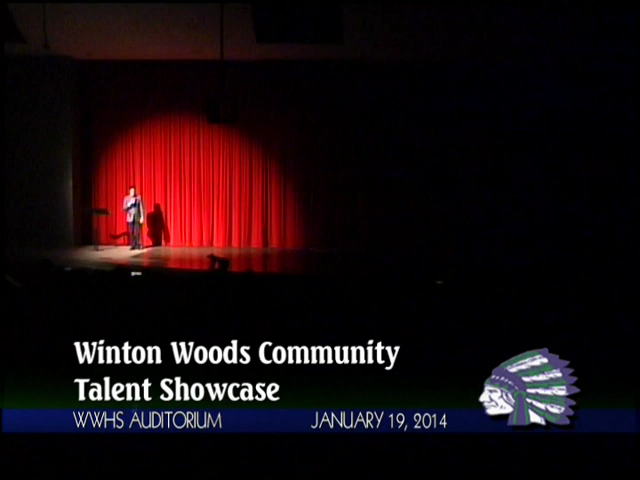 Winton Woods Community
Talent Showcase
WWHS AUDITORIUM JANUARY 19, 2014